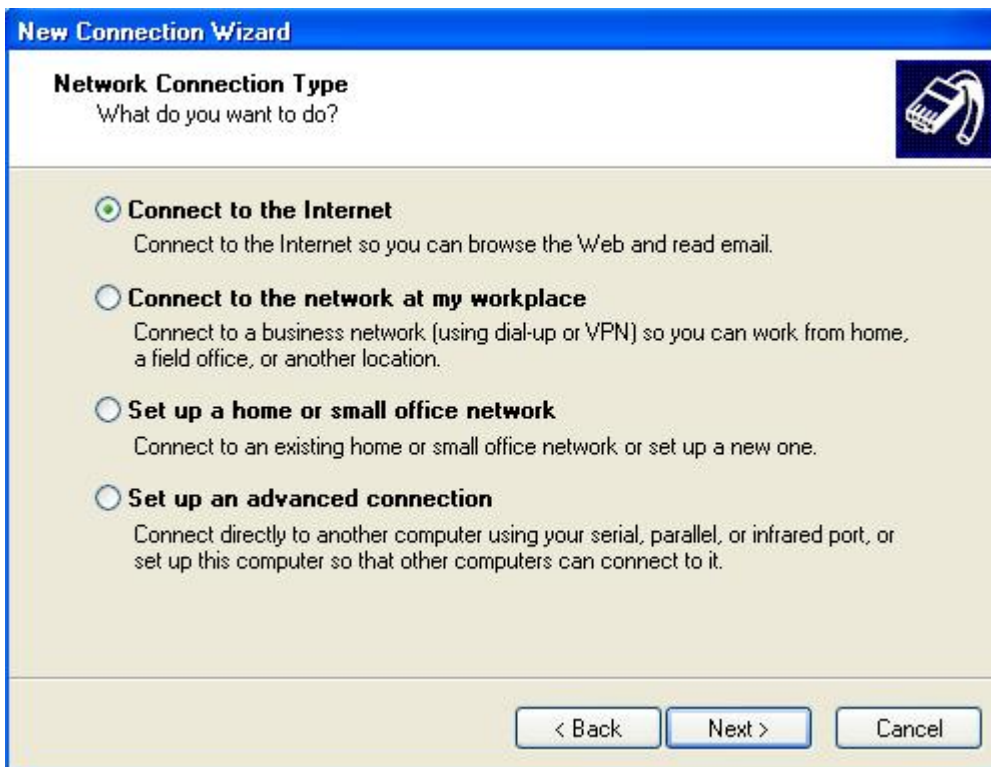 New Connection Wizard
Network Connection Type
What do you want to do?
Connect to the Internet
Connect to the Internet so you can browse the Web and read email.
Connect to the network at my workplace
Connect to a business network (using dial-up or VPN) so you can work from home,
a field office, or another location.
Set up a home or small office network
Connect to an existing home or small office network or set up a new one.
Set up an advanced connection
Connect directly to another computer using your serial, parallel, or infrared port, or
set up this computer so that other computers can connect to it.
< Back Next > Cancel